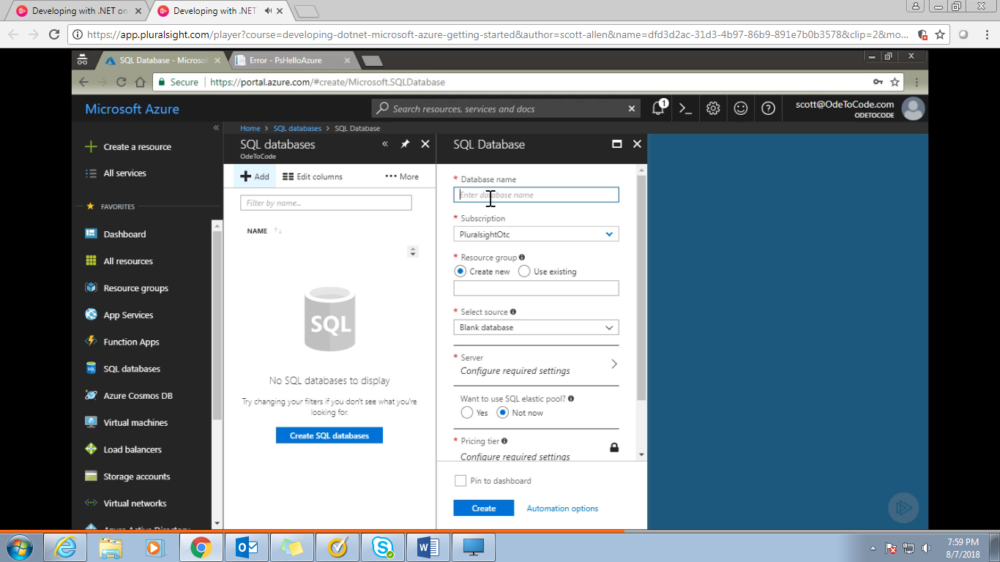 Developing with .NET on
Developing with .NET
https://app.pluralsight.com/player?course=developing-dotnet-microsoft-azure-getting-started&author=scott-allen&name=dfd3d2ac-31d3-4b97-86b9-891e7b0b3578&clip=2&mo...
SQL Database - Microso
Error - PsHelloAzure
Secure
https://portal.azure.com/#create/Microsoft.SQLDatabase
Microsoft Azure
Search resources, services and docs
1
scott@OdeToCode.com
ODETOCODE
Home > SQL databases > SQL Database
Create a resource
All services
FAVORITES
Dashboard
All resources
Resource groups
App Services
Function Apps
SQL databases
Azure Cosmos DB
Virtual machines
Load balancers
Storage accounts
Virtual networks
Azure Active Directory
SQL databases
OdeToCode
Add
Edit columns
More
Filter by name...
NAME
SQL
No SQL databases to display
Try changing your filters if you don't see what you're
looking for.
Create SQL databases
SQL Database
* Database name
Enter database name
* Subscription
PluralsightOtc
* Resource group
Create new
Use existing
* Select source
Blank database
* Server
Configure required settings
Want to use SQL elastic pool?
Yes
Not now
* Pricing tier
Configure required settings
Pin to dashboard
Create
Automation options
7:59 PM
8/7/2018